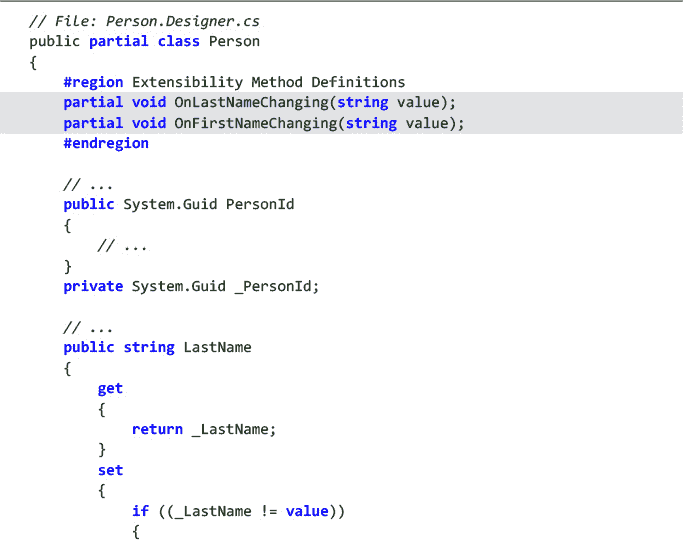 // File: Person.Designer.cs
public partial class Person
{
    #region Extensibility Method Definitions
    partial void OnLastNameChanging(string value);
    partial void OnFirstNameChanging(string value);
    #endregion

    // ...
    public System.Guid PersonId
    {
        // ...
    }
    private System.Guid _PersonId;

    // ...
    public string LastName
    {
        get
        {
            return _LastName;
        }
        set
        {
            if ((_LastName != value))
            {